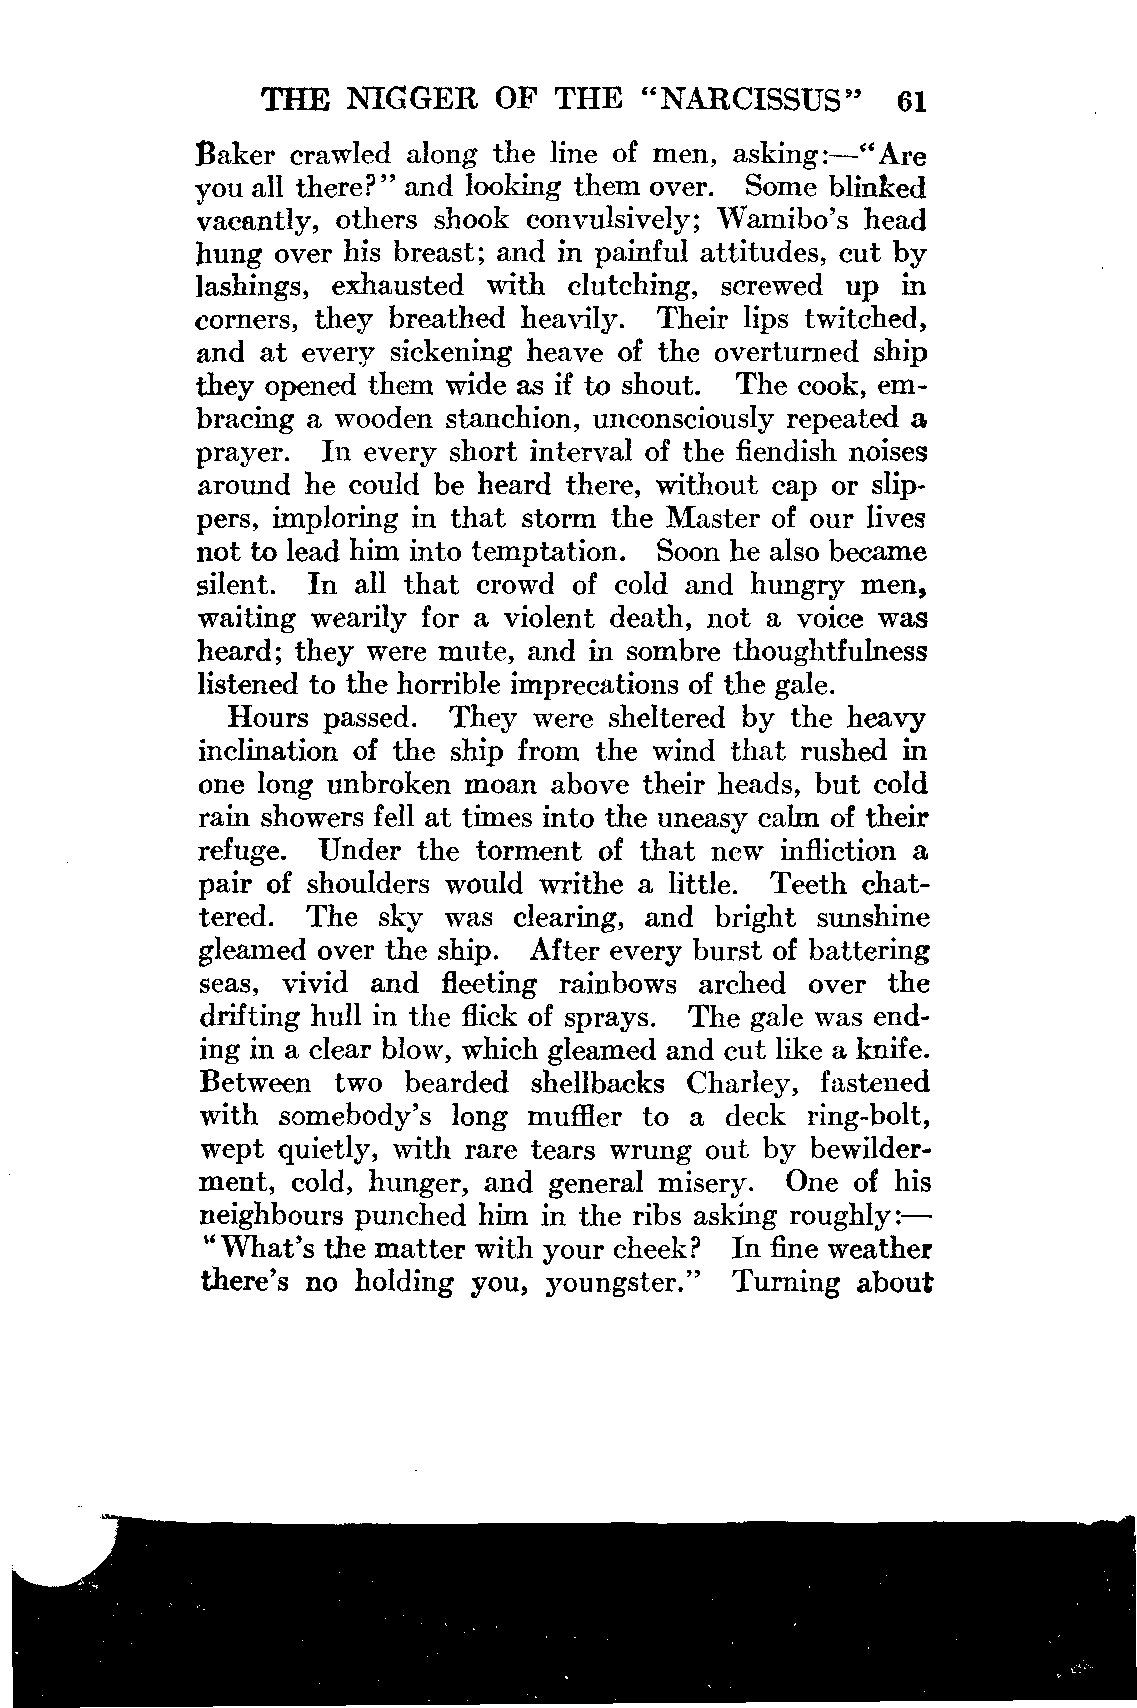 THE NIGGER OF THE "NARCISSUS" 61
Baker crawled along the line of men, asking:—"Are
you all there?" and looking them over. Some blinked
vacantly, others shook convulsively; Wamibo's head
hung over his breast; and in painful attitudes, cut by
lashings, exhausted with clutching, screwed up in
corners, they breathed heavily. Their lips twitched,
and at every sickening heave of the overturned ship
they opened them wide as if to shout. The cook, em-
bracing a wooden stanchion, unconsciously repeated a
prayer. In every short interval of the fiendish noises
around he could be heard there, without cap or slip-
pers, imploring in that storm the Master of our lives
not to lead him into temptation. Soon he also became
silent. In all that crowd of cold and hungry men,
waiting wearily for a violent death, not a voice was
heard; they were mute, and in sombre thoughtfulness
listened to the horrible imprecations of the gale.
Hours passed. They were sheltered by the heavy
inclination of the ship from the wind that rushed in
one long unbroken moan above their heads, but cold
rain showers fell at times into the uneasy calm of their
refuge. Under the torment of that new infliction a
pair of shoulders would writhe a little. Teeth chat-
tered. The sky was clearing, and bright sunshine
gleamed over the ship. After every burst of battering
seas, vivid and fleeting rainbows arched over the
drifting hull in the flick of sprays. The gale was end-
ing in a clear blow, which gleamed and cut like a knife.
Between two bearded shellbacks Charley, fastened
with somebody's long muffler to a deck ring-bolt,
wept quietly, with rare tears wrung out by bewilder-
ment, cold, hunger, and general misery. One of his
neighbours punched him in the ribs asking roughly:—
"What's the matter with your cheek? In fine weather
there's no holding you, youngster." Turning about